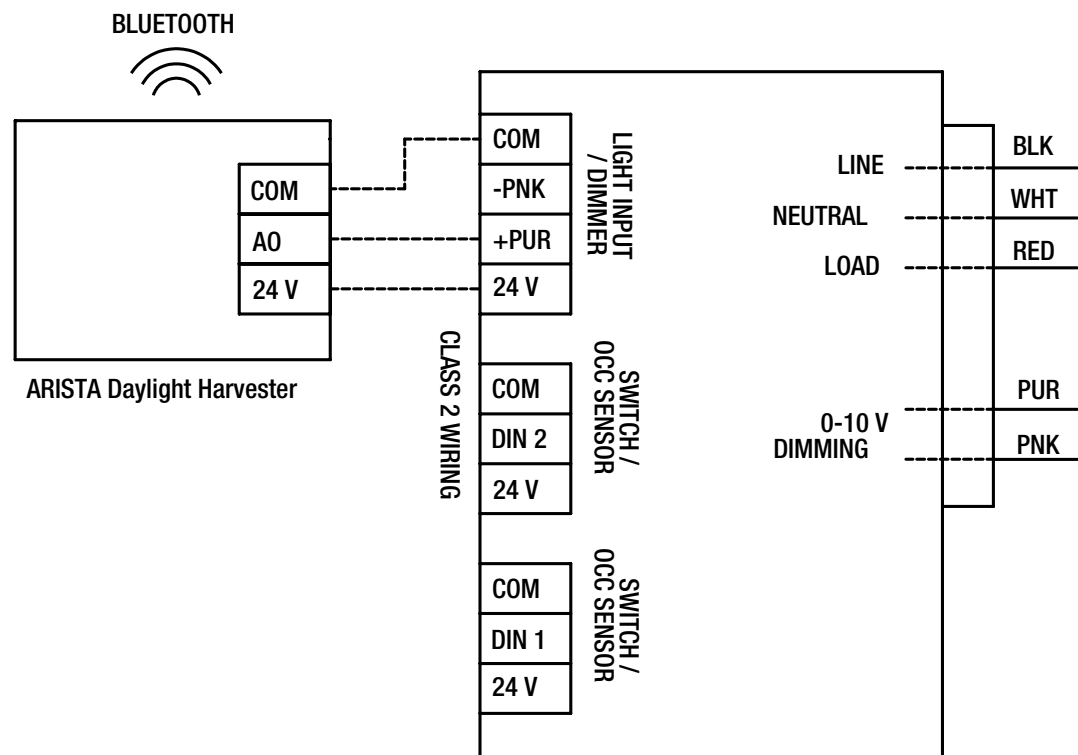 BLUETOOTH
COM
AO
24 V
ARISTA Daylight Harvester
COM
-PNK
+PUR
24 V
LIGHT INPUT
/ DIMMER
CLASS 2 WIRING
COM
DIN 2
24 V
SWITCH /
OCC SENSOR
COM
DIN 1
24 V
SWITCH /
OCC SENSOR
LINE
BLK
NEUTRAL
WHT
LOAD
RED
0-10 V
DIMMING
PUR
PNK